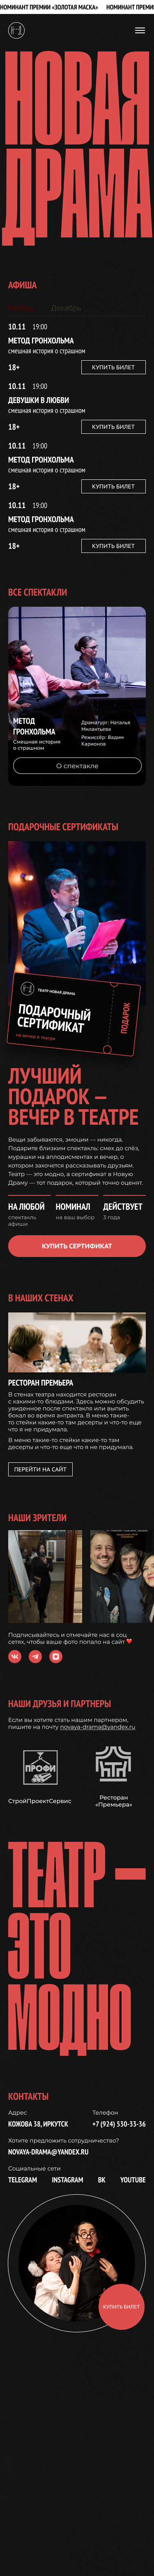 НОМИНАНТ ПРЕМИИ «ЗОЛОТАЯ МАСКА» НОМИНАНТ ПРЕМИ
НОВАЯ
ДРАМА
АФИША
Декабрь
10.11 19:00
МЕТОД ГРОНХОЛЬМА
смешная история о страшном
18+ КУПИТЬ БИЛЕТ
10.11 19:00
ДЕВУШКИ В ЛЮБВИ
смешная история о страшном
18+ КУПИТЬ БИЛЕТ
10.11 19:00
МЕТОД ГРОНХОЛЬМА
смешная история о страшном
18+ КУПИТЬ БИЛЕТ
10.11 19:00
МЕТОД ГРОНХОЛЬМА
смешная история о страшном
18+ КУПИТЬ БИЛЕТ
ВСЕ СПЕКТАКЛИ
МЕТОД
ГРОНХОЛЬМА
Смешная история
о страшном
Драматург: Наталья
Милантьева
Режиссёр: Вадим
Карионов
О спектакле
ПОДАРОЧНЫЕ СЕРТИФИКАТЫ
ТЕАТР НОВАЯ ДРАМА
ПОДАРОЧНЫЙ
СЕРТИФИКАТ
на вечер в театре
ПОДАРОК
ЛУЧШИЙ
ПОДАРОК —
ВЕЧЕР В ТЕАТРЕ
Вещи забываются, эмоции — никогда.
Подарите близким спектакль: смех до слёз,
мурашки на аплодисментах и вечер, о
котором захочется рассказывать друзьям.
Театр — это модно, а сертификат в Новую
Драму — тот подарок, который точно оценят.
НА ЛЮБОЙ НОМИНАЛ ДЕЙСТВУЕТ
спектакль на ваш выбор 3 года
афиши
КУПИТЬ СЕРТИФИКАТ
В НАШИХ СТЕНАХ
РЕСТОРАН ПРЕМЬЕРА
В стенах театра находится ресторан
с какими-то блюдами. Здесь можно обсудить
увиденное после спектакля или выпить
бокал во время антракта. В меню такие-
то стейки какие-то там десерты и что-то еще
что я не придумала.
В меню такие-то стейки какие-то там
десерты и что-то еще что я не придумала.
ПЕРЕЙТИ НА САЙТ
НАШИ ЗРИТЕЛИ
Подписывайтесь и отмечайте нас в соц
сетях, чтобы ваше фото попало на сайт ❤️
НАШИ ДРУЗЬЯ И ПАРТНЕРЫ
Если вы хотите стать нашим партнером,
пишите на почту novaya-drama@yandex.ru
ПРОФИ
СтройПроектСервис
Ресторан
«Премьера»
ТЕАТР —
ЭТО
МОДНО
КОНТАКТЫ
Адрес Телефон
КОЖОВА 38, ИРКУТСК +7 (924) 530-33-36
Хотите предложить сотрудничество?
NOVAYA-DRAMA@YANDEX.RU
Социальные сети
TELEGRAM INSTAGRAM ВК YOUTUBE
КУПИТЬ БИЛЕТ